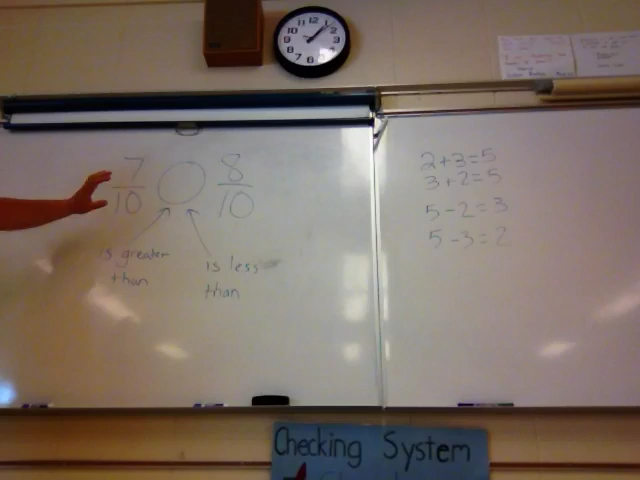 7/10 ◯ 8/10
is greater than
is less than
2+3=5
3+2=5
5-2=3
5-3=2
Checking System